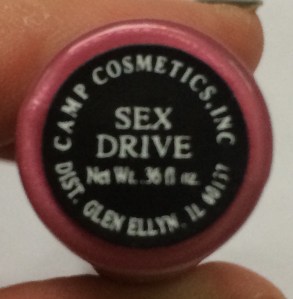 CAMP COSMETICS, INC
SEX
DRIVE
Net Wt. .36 fl oz.
DIST. GLEN ELLYN, IL 60137